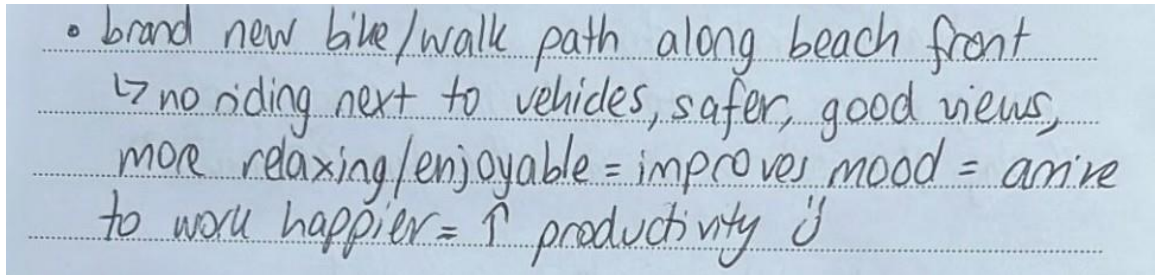 • brand new bike/walk path along beach front
↳ no riding next to vehicles, safer, good views,
more relaxing/enjoyable = improves mood = arrive
to work happier = ↑ productivity :)